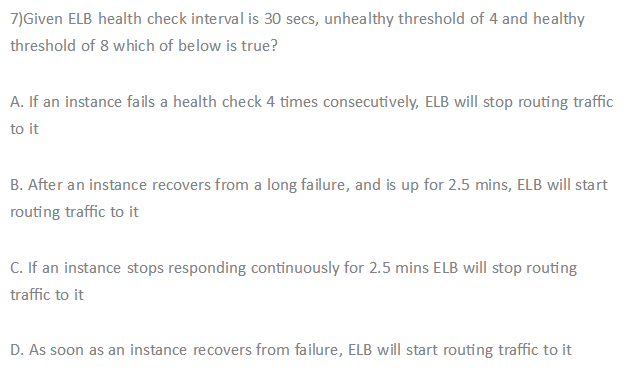 7)Given ELB health check interval is 30 secs, unhealthy threshold of 4 and healthy
threshold of 8 which of below is true?
A. If an instance fails a health check 4 times consecutively, ELB will stop routing traffic
to it
B. After an instance recovers from a long failure, and is up for 2.5 mins, ELB will start
routing traffic to it
C. If an instance stops responding continuously for 2.5 mins ELB will stop routing
traffic to it
D. As soon as an instance recovers from failure, ELB will start routing traffic to it